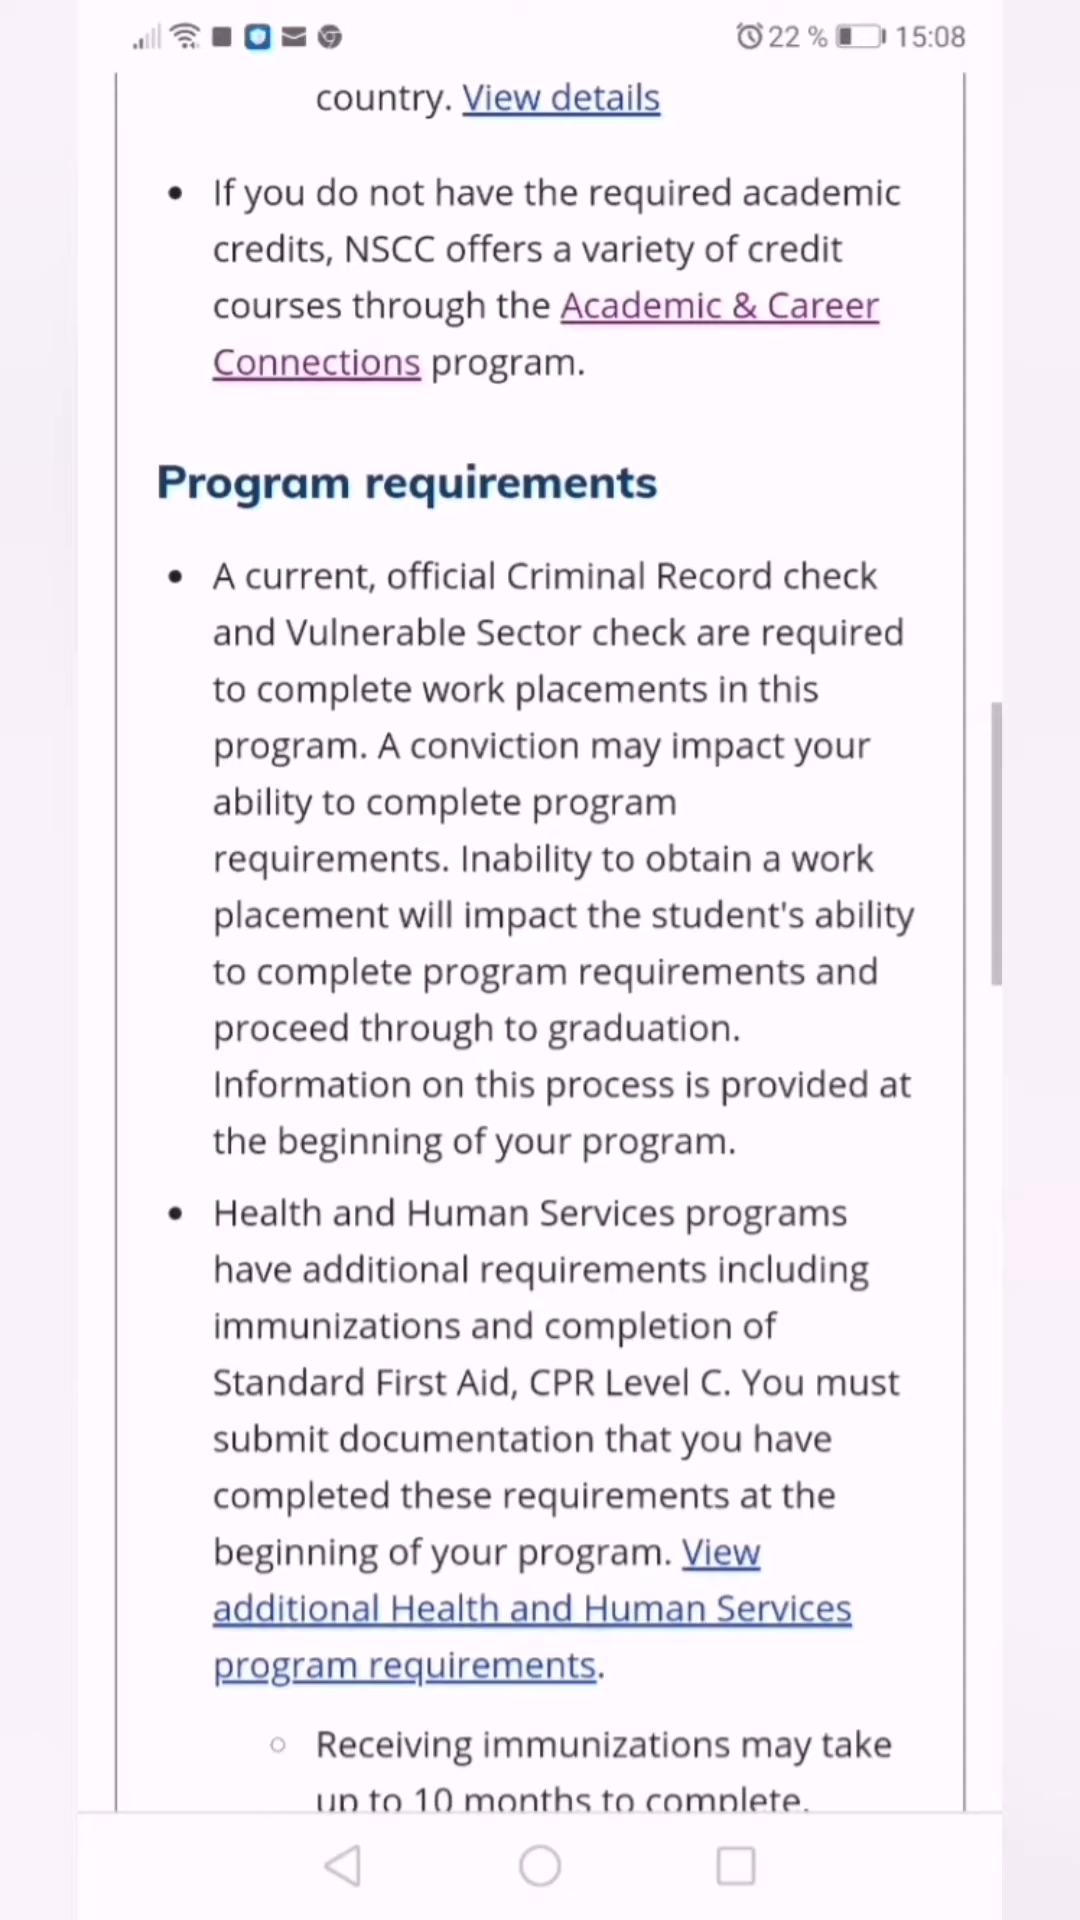 22 % 15:08
country. View details
If you do not have the required academic
credits, NSCC offers a variety of credit
courses through the Academic & Career
Connections program.
Program requirements
A current, official Criminal Record check
and Vulnerable Sector check are required
to complete work placements in this
program. A conviction may impact your
ability to complete program
requirements. Inability to obtain a work
placement will impact the student's ability
to complete program requirements and
proceed through to graduation.
Information on this process is provided at
the beginning of your program.
Health and Human Services programs
have additional requirements including
immunizations and completion of
Standard First Aid, CPR Level C. You must
submit documentation that you have
completed these requirements at the
beginning of your program. View
additional Health and Human Services
program requirements.
Receiving immunizations may take
up to 10 months to complete.